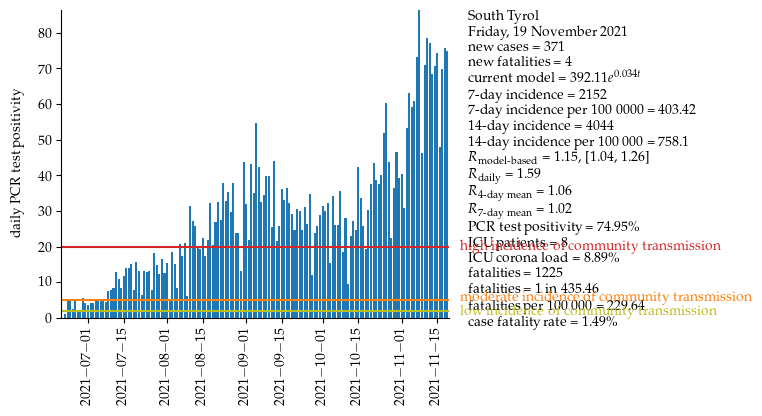 South Tyrol
Friday, 19 November 2021
new cases = 371
new fatalities = 4
current model = 392.11e^0.034t
7-day incidence = 2152
7-day incidence per 100 0000 = 403.42
14-day incidence = 4044
14-day incidence per 100 000 = 758.1
R_model-based = 1.15, [1.04, 1.26]
R_daily = 1.59
R_4-day mean = 1.06
R_7-day mean = 1.02
PCR test positivity = 74.95%
ICU patients = 8
high incidence of community transmission
ICU corona load = 8.89%
fatalities = 1225
fatalities = 1 in 435.46
moderate incidence of community transmission
fatalities per 100 000 = 229.64
low incidence of community transmission
case fatality rate = 1.49%
daily PCR test positivity
80
70
60
50
40
30
20
10
0
2021−07−01
2021−07−15
2021−08−01
2021−08−15
2021−09−01
2021−09−15
2021−10−01
2021−10−15
2021−11−01
2021−11−15